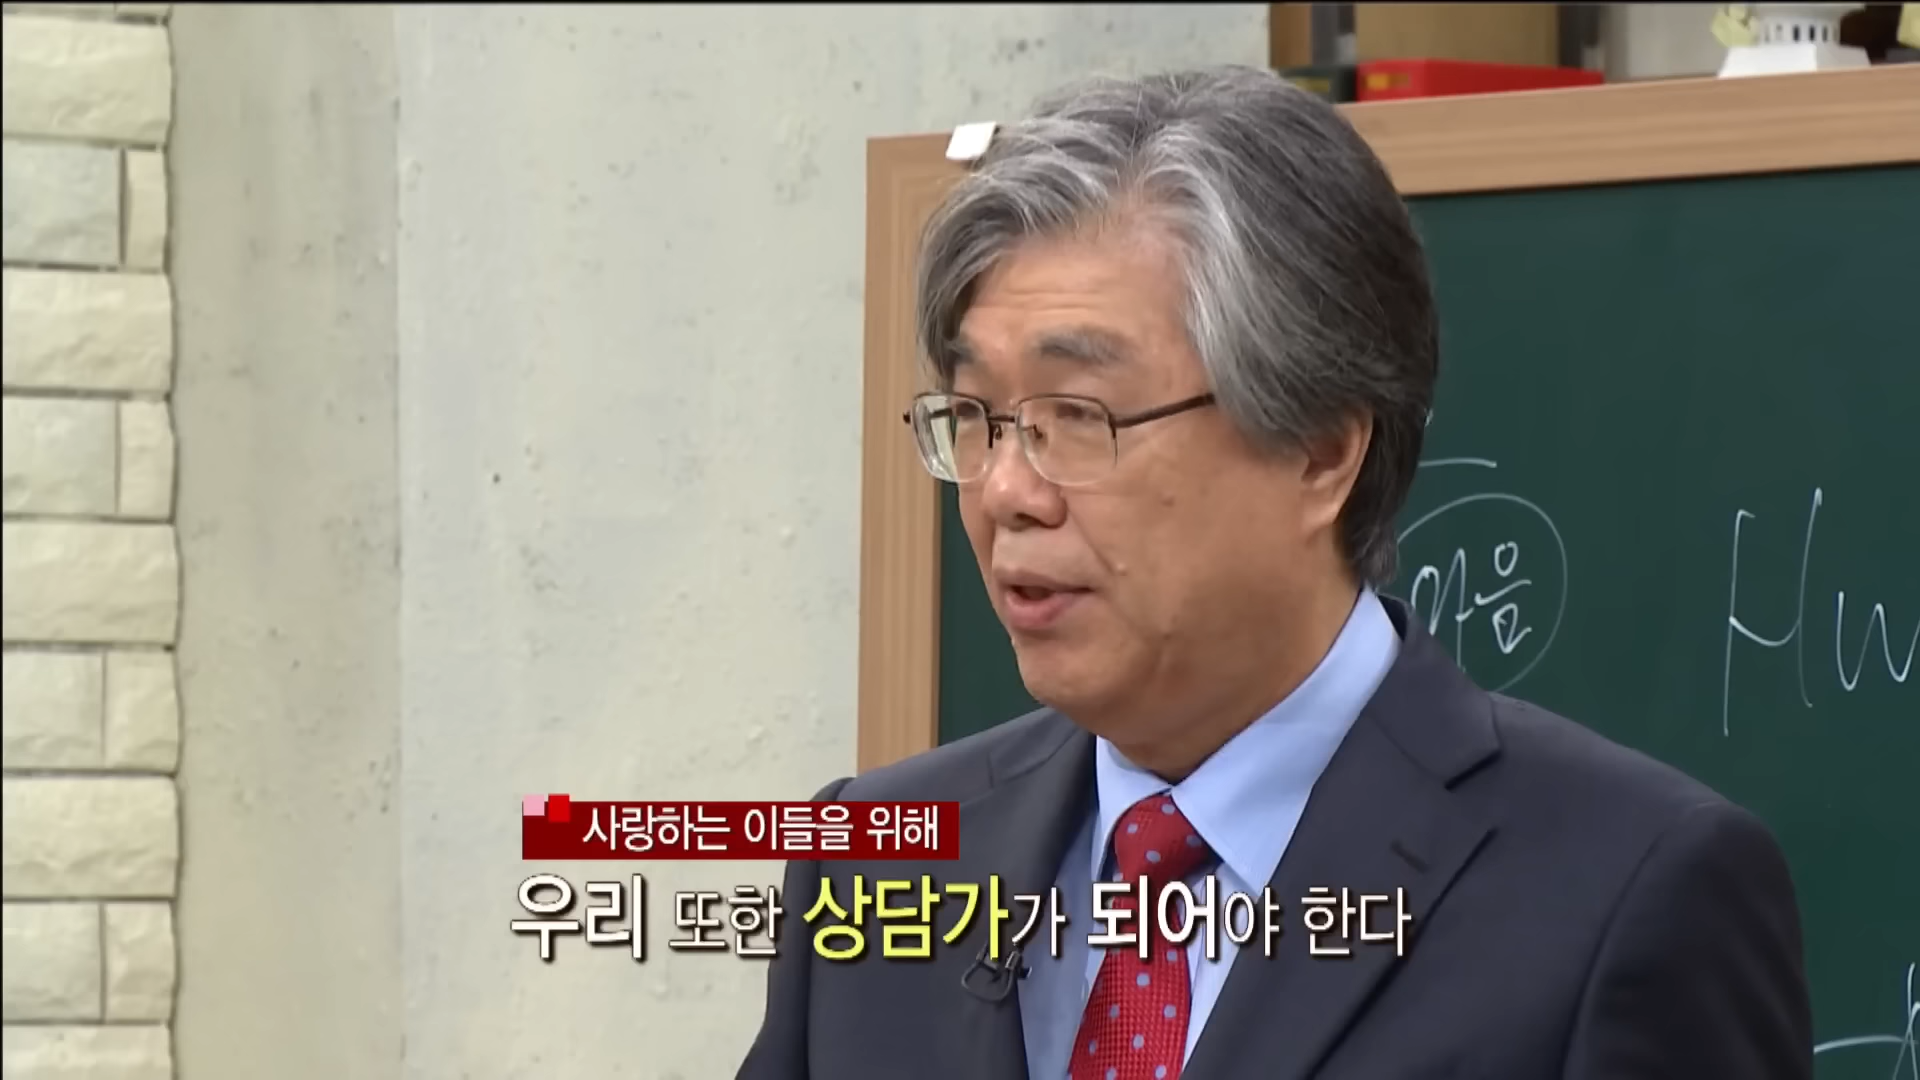 마음
Hu
사랑하는 이들을 위해
우리 또한 상담가가 되어야 한다